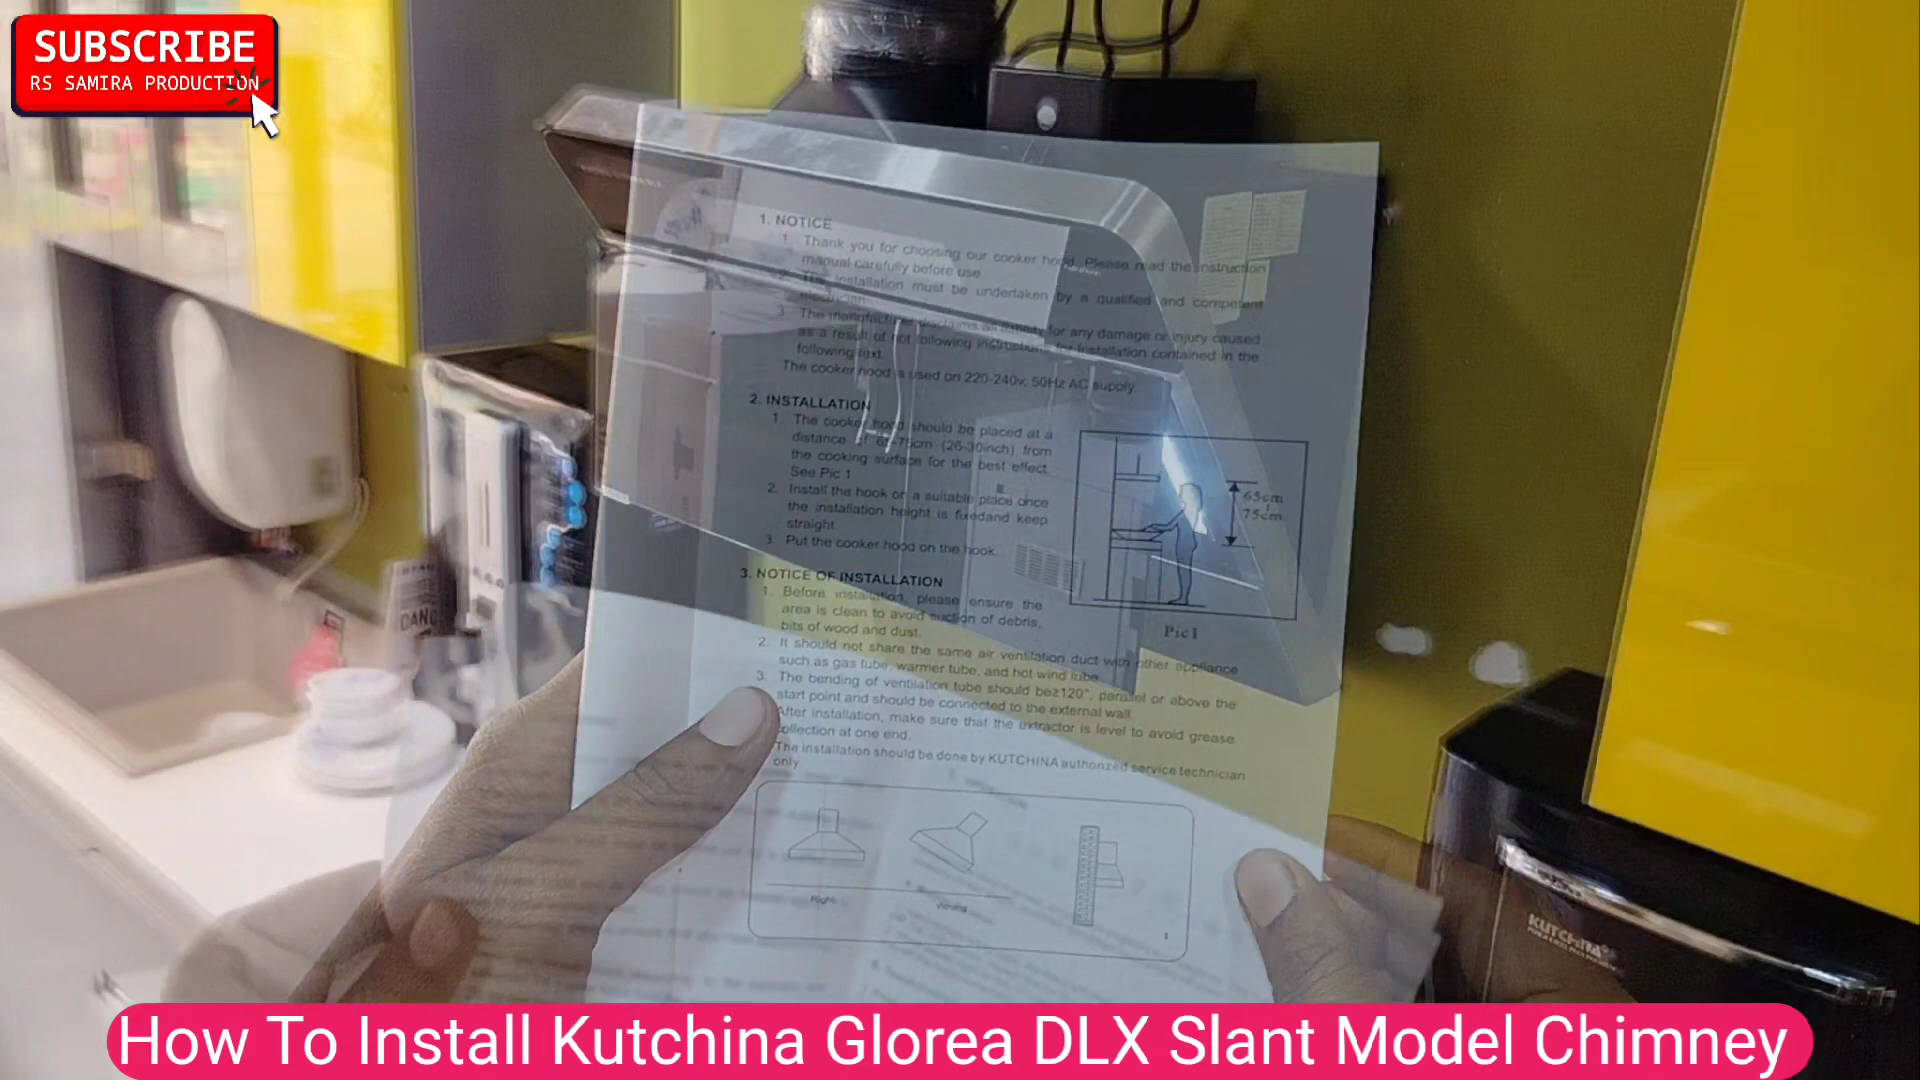 SUBSCRIBE
RS SAMIRA PRODUCTION
1. NOTICE
1. Thank you for choosing our cooker hood. Please read the instruction
manual carefully before use.
2. The installation must be undertaken by a qualified and competent
electrician.
3. The manufacturer disclaims all liability for any damage or injury caused
as a result of not following instructions for installation contained in the
following text.
The cooker hood is used on 220-240v, 50Hz AC supply.
2. INSTALLATION
1. The cooker hood should be placed at a
distance of 65-75cm (26-30inch) from
the cooking surface for the best effect.
See Pic 1
2. Install the hook on a suitable place once
the installation height is fixedand keep
straight.
3. Put the cooker hood on the hook.
65cm
75cm
Pic1
3. NOTICE OF INSTALLATION
1. Before installation, please ensure the
area is clean to avoid suction of debris,
bits of wood and dust.
2. It should not share the same air ventilation duct with other appliance
such as gas tube, warmer tube, and hot wind tube.
3. The bending of ventilation tube should be≥120°, parallel or above the
start point and should be connected to the external wall.
After installation, make sure that the extractor is level to avoid grease
collection at one end.
The installation should be done by KUTCHINA authorized service technician
only
Right
Wrong
DANG
KUTCHINA
How To Install Kutchina Glorea DLX Slant Model Chimney